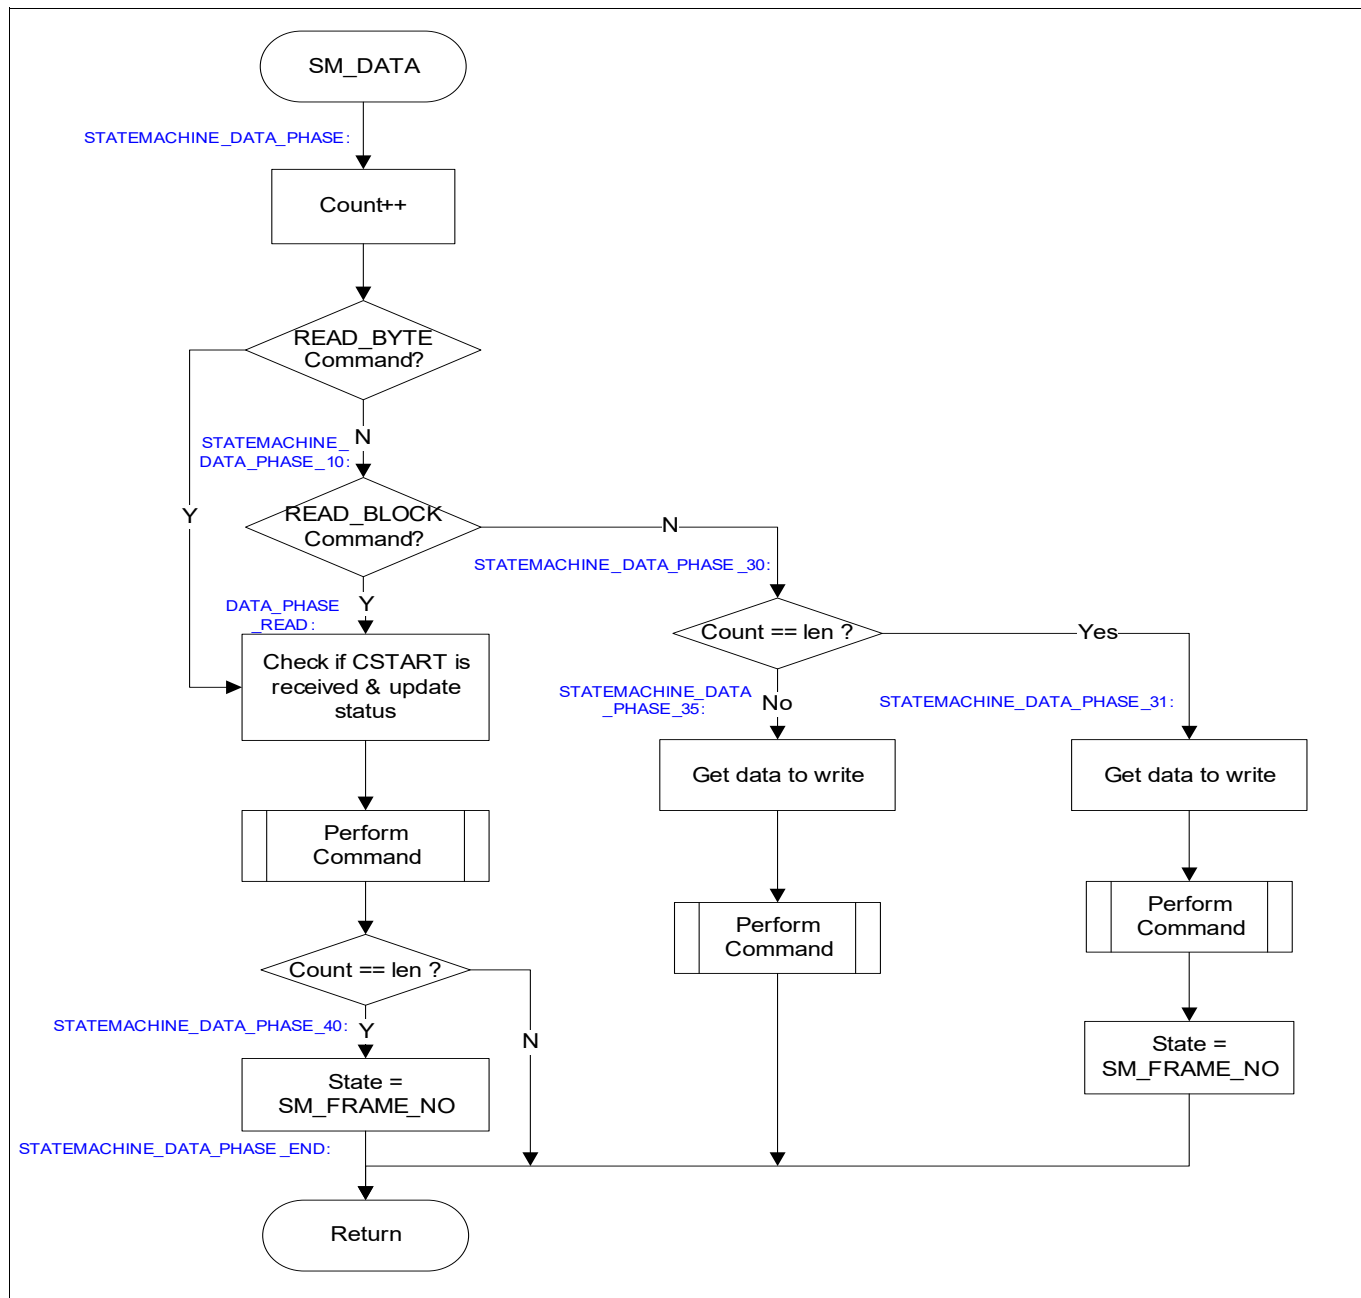 SM_DATA
STATEMACHINE_DATA_PHASE:
Count++
READ_BYTE
Command?
N
STATEMACHINE_
DATA_PHASE_10:
Y
READ_BLOCK
Command?
N
STATEMACHINE_DATA_PHASE_30:
DATA_PHASE
_READ:
Y
Count == len ?
Yes
Check if CSTART is
received & update
status
STATEMACHINE_DATA
_PHASE_35:
No
STATEMACHINE_DATA_PHASE_31:
Get data to write
Get data to write
Perform
Command
Perform
Command
Perform
Command
Count == len ?
STATEMACHINE_DATA_PHASE_40:
Y
N
State =
SM_FRAME_NO
State =
SM_FRAME_NO
STATEMACHINE_DATA_PHASE_END:
Return